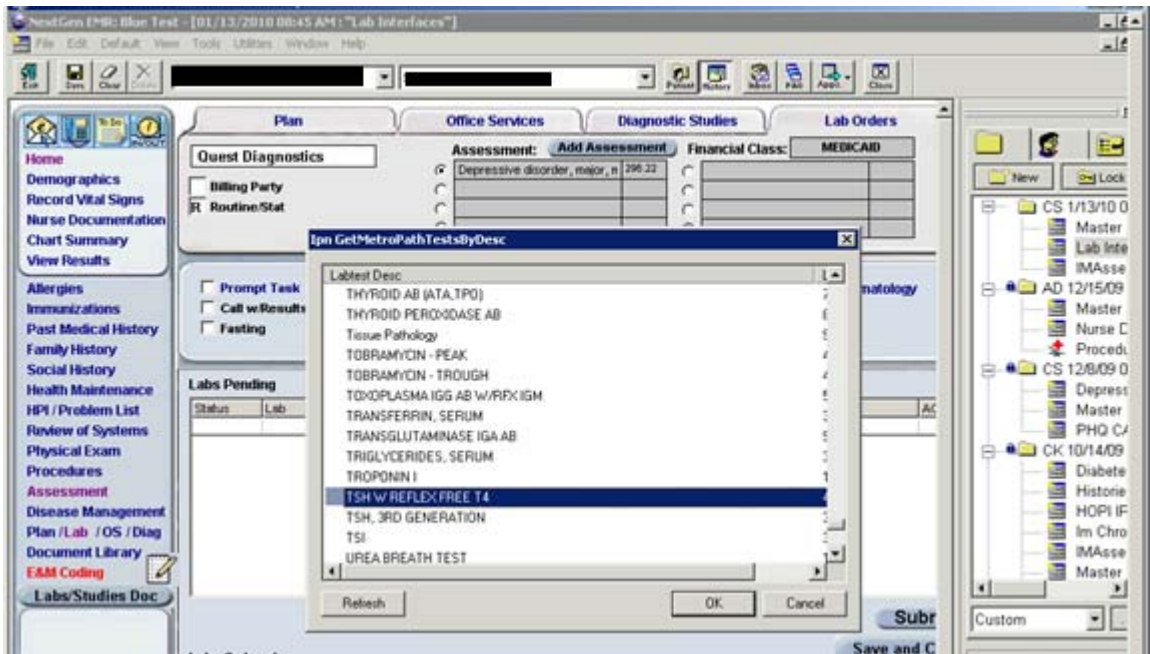 NextGen EMR: Blue Test - [01/13/2010 08:45 AM : "Lab Interfaces"]
File Edit Default View Tools Utilities Window Help
Exit Save Clear Delete Patient History Inbox PAQ Appts. Close
Plan Office Services Diagnostic Studies Lab Orders
IN/OUT
Home
Demographics
Record Vital Signs
Nurse Documentation
Chart Summary
View Results
Allergies
Immunizations
Past Medical History
Family History
Social History
Health Maintenance
HPI / Problem List
Review of Systems
Physical Exam
Procedures
Assessment
Disease Management
Plan / Lab / OS / Diag
Document Library
E&M Coding
Labs/Studies Doc
Quest Diagnostics
Billing Party
R Routine/Stat
Assessment: Add Assessment Financial Class: MEDICAID
Depressive disorder, major, n 296.22
Prompt Task
Call w/Results
Fasting
matology
Labs Pending
Status Lab
Ipn GetMetroPathTestsByDesc
Labtest Desc
THYROID AB (ATA,TPO)
THYROID PEROXIDASE AB
Tissue Pathology
TOBRAMYCIN - PEAK
TOBRAMYCIN - TROUGH
TOXOPLASMA IGG AB W/RFX IGM
TRANSFERRIN, SERUM
TRANSGLUTAMINASE IGA AB
TRIGLYCERIDES, SERUM
TROPONIN I
TSH W REFLEX FREE T4
TSH, 3RD GENERATION
TSI
UREA BREATH TEST
Refresh OK Cancel
Subr
Save and C
New Lock
CS 1/13/10 0
Master
Lab Inte
IMAsse
AD 12/15/09
Master
Nurse D
Procedu
CS 12/8/09 0
Depress
Master
PHQ CA
CK 10/14/09
Diabete
Historie
HOPI IF
Im Chro
IMAsse
Master
Custom